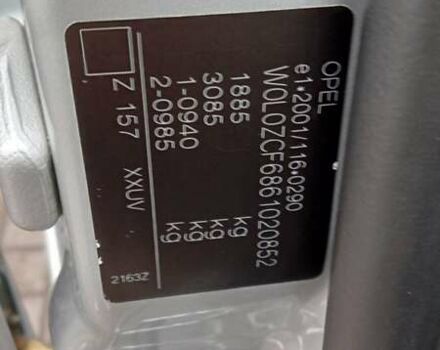 OPEL
e1*2001/116*0290
W0L0ZCF6861020852
1885 kg
3085 kg
1-0940 kg
2-0985 kg
Z 157 XXUV
2163Z